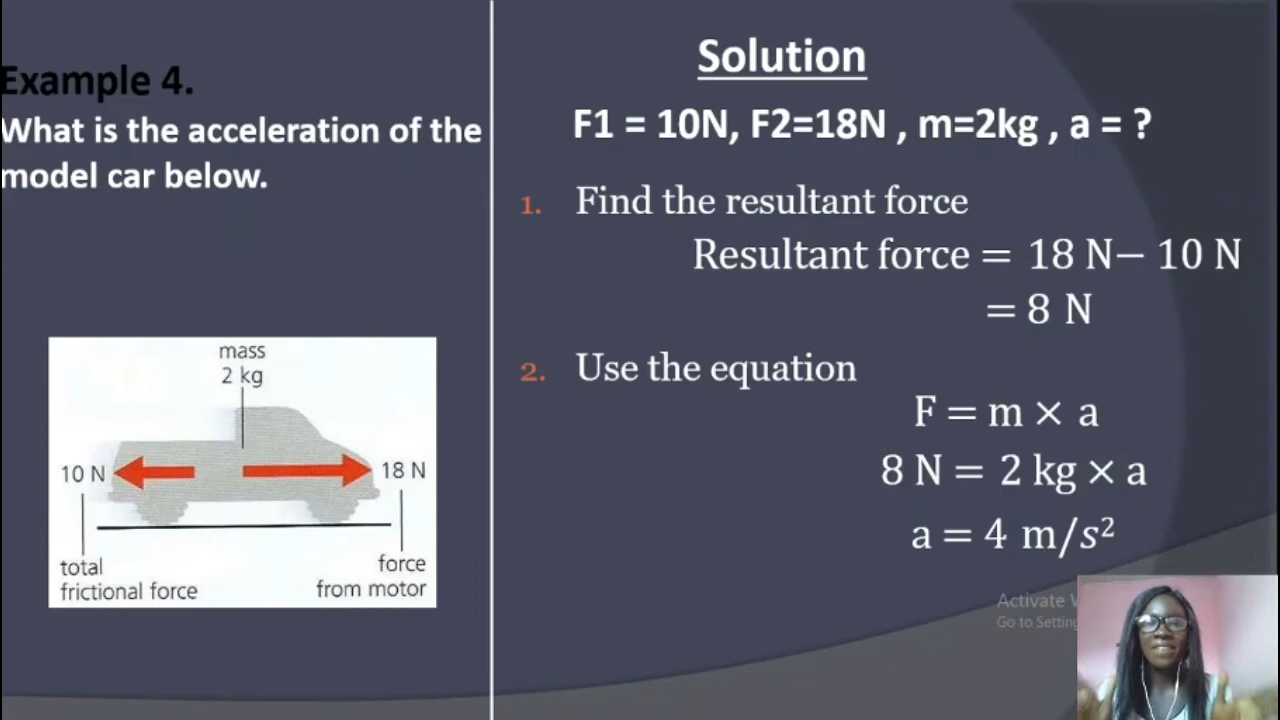 Example 4.
What is the acceleration of the
model car below.
mass
2 kg
10 N
18 N
total
frictional force
force
from motor
Solution
F1 = 10N, F2=18N , m=2kg , a = ?
1. Find the resultant force
Resultant force = 18 N− 10 N
= 8 N
2. Use the equation
F = m × a
8 N = 2 kg × a
a = 4 m/s²
Activate
Go to Setting